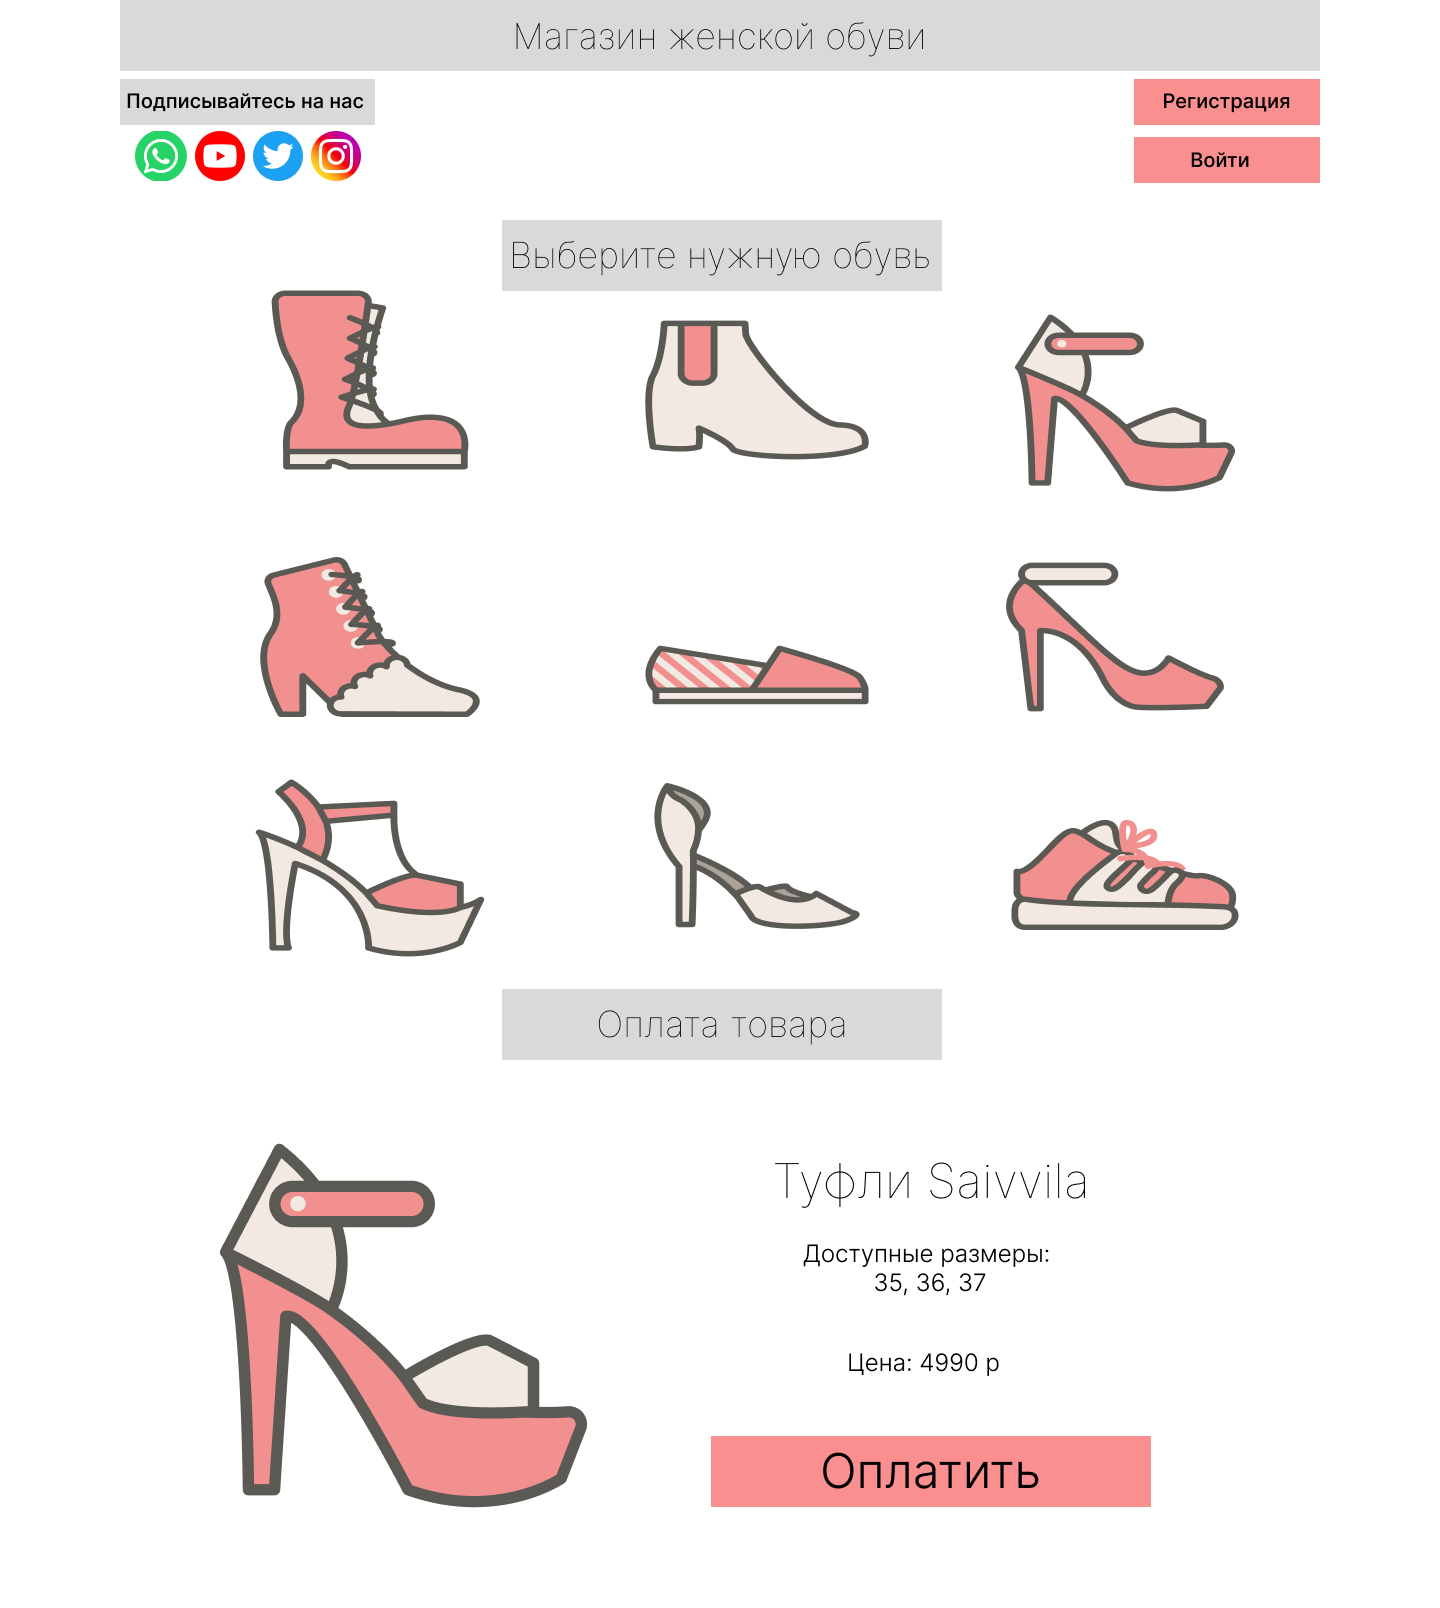 Магазин женской обуви
Подписывайтесь на нас
Регистрация
Войти
Выберите нужную обувь
Оплата товара
Туфли Saivvila
Доступные размеры:
35, 36, 37
Цена: 4990 р
Оплатить